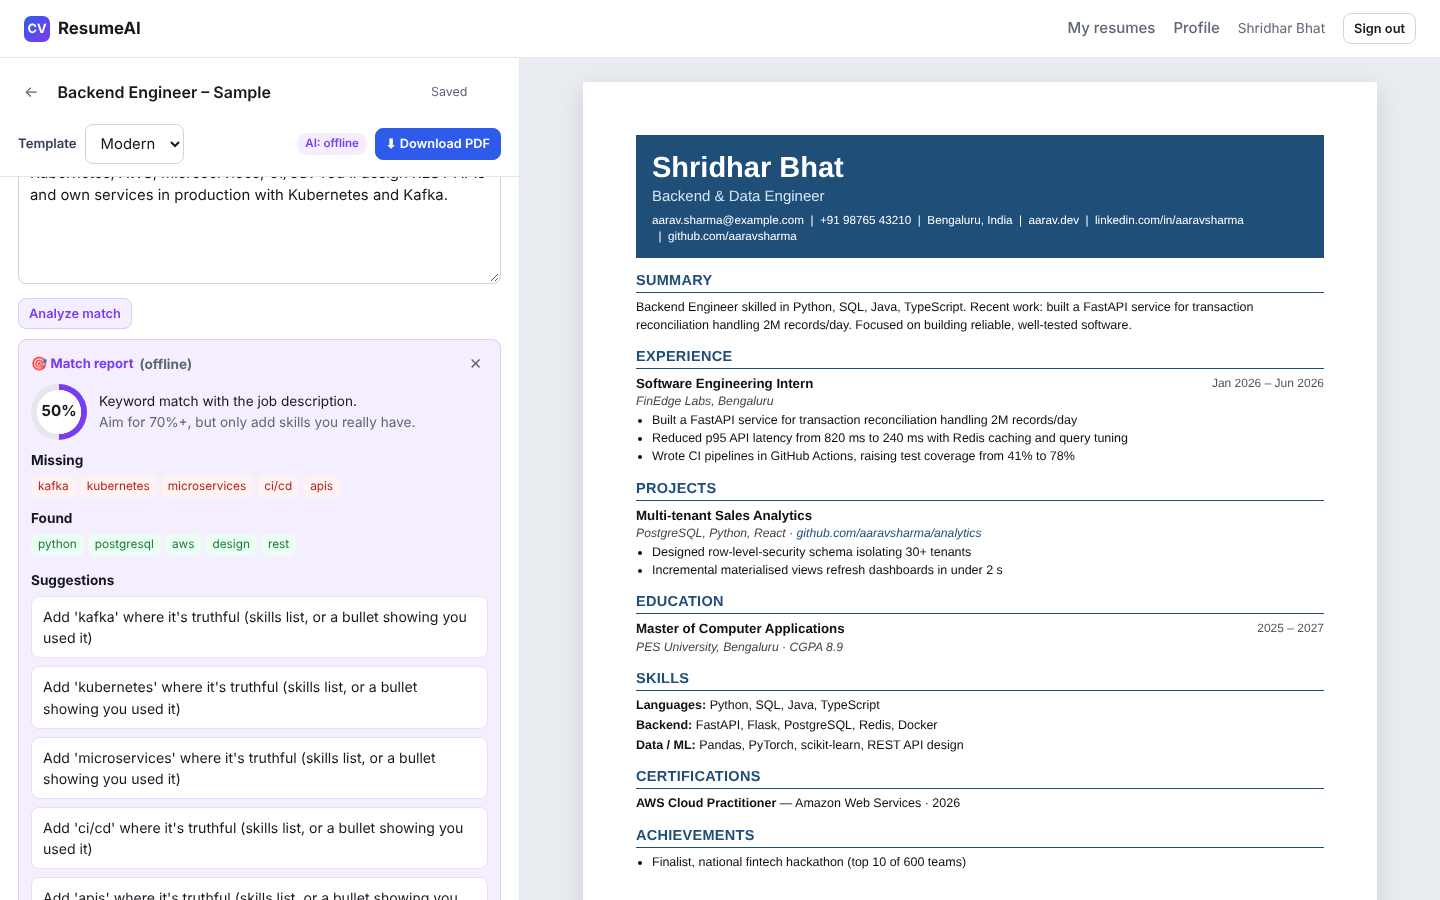 CV ResumeAI
My resumes Profile Shridhar Bhat Sign out
← Backend Engineer – Sample Saved
Template Modern AI: offline ⬇ Download PDF
and own services in production with Kubernetes and Kafka.
Analyze match
🎯 Match report (offline) ✕
50%
Keyword match with the job description.
Aim for 70%+, but only add skills you really have.
Missing
kafka kubernetes microservices ci/cd apis
Found
python postgresql aws design rest
Suggestions
Add 'kafka' where it's truthful (skills list, or a bullet showing you
used it)
Add 'kubernetes' where it's truthful (skills list, or a bullet
showing you used it)
Add 'microservices' where it's truthful (skills list, or a bullet
showing you used it)
Add 'ci/cd' where it's truthful (skills list, or a bullet showing you
used it)
Add 'apis' where it's truthful (skills list, or a bullet showing you
Shridhar Bhat
Backend & Data Engineer
aarav.sharma@example.com | +91 98765 43210 | Bengaluru, India | aarav.dev | linkedin.com/in/aaravsharma
| github.com/aaravsharma
SUMMARY
Backend Engineer skilled in Python, SQL, Java, TypeScript. Recent work: built a FastAPI service for transaction
reconciliation handling 2M records/day. Focused on building reliable, well-tested software.
EXPERIENCE
Software Engineering Intern Jan 2026 – Jun 2026
FinEdge Labs, Bengaluru
• Built a FastAPI service for transaction reconciliation handling 2M records/day
• Reduced p95 API latency from 820 ms to 240 ms with Redis caching and query tuning
• Wrote CI pipelines in GitHub Actions, raising test coverage from 41% to 78%
PROJECTS
Multi-tenant Sales Analytics
PostgreSQL, Python, React · github.com/aaravsharma/analytics
• Designed row-level-security schema isolating 30+ tenants
• Incremental materialised views refresh dashboards in under 2 s
EDUCATION
Master of Computer Applications 2025 – 2027
PES University, Bengaluru · CGPA 8.9
SKILLS
Languages: Python, SQL, Java, TypeScript
Backend: FastAPI, Flask, PostgreSQL, Redis, Docker
Data / ML: Pandas, PyTorch, scikit-learn, REST API design
CERTIFICATIONS
AWS Cloud Practitioner — Amazon Web Services · 2026
ACHIEVEMENTS
• Finalist, national fintech hackathon (top 10 of 600 teams)